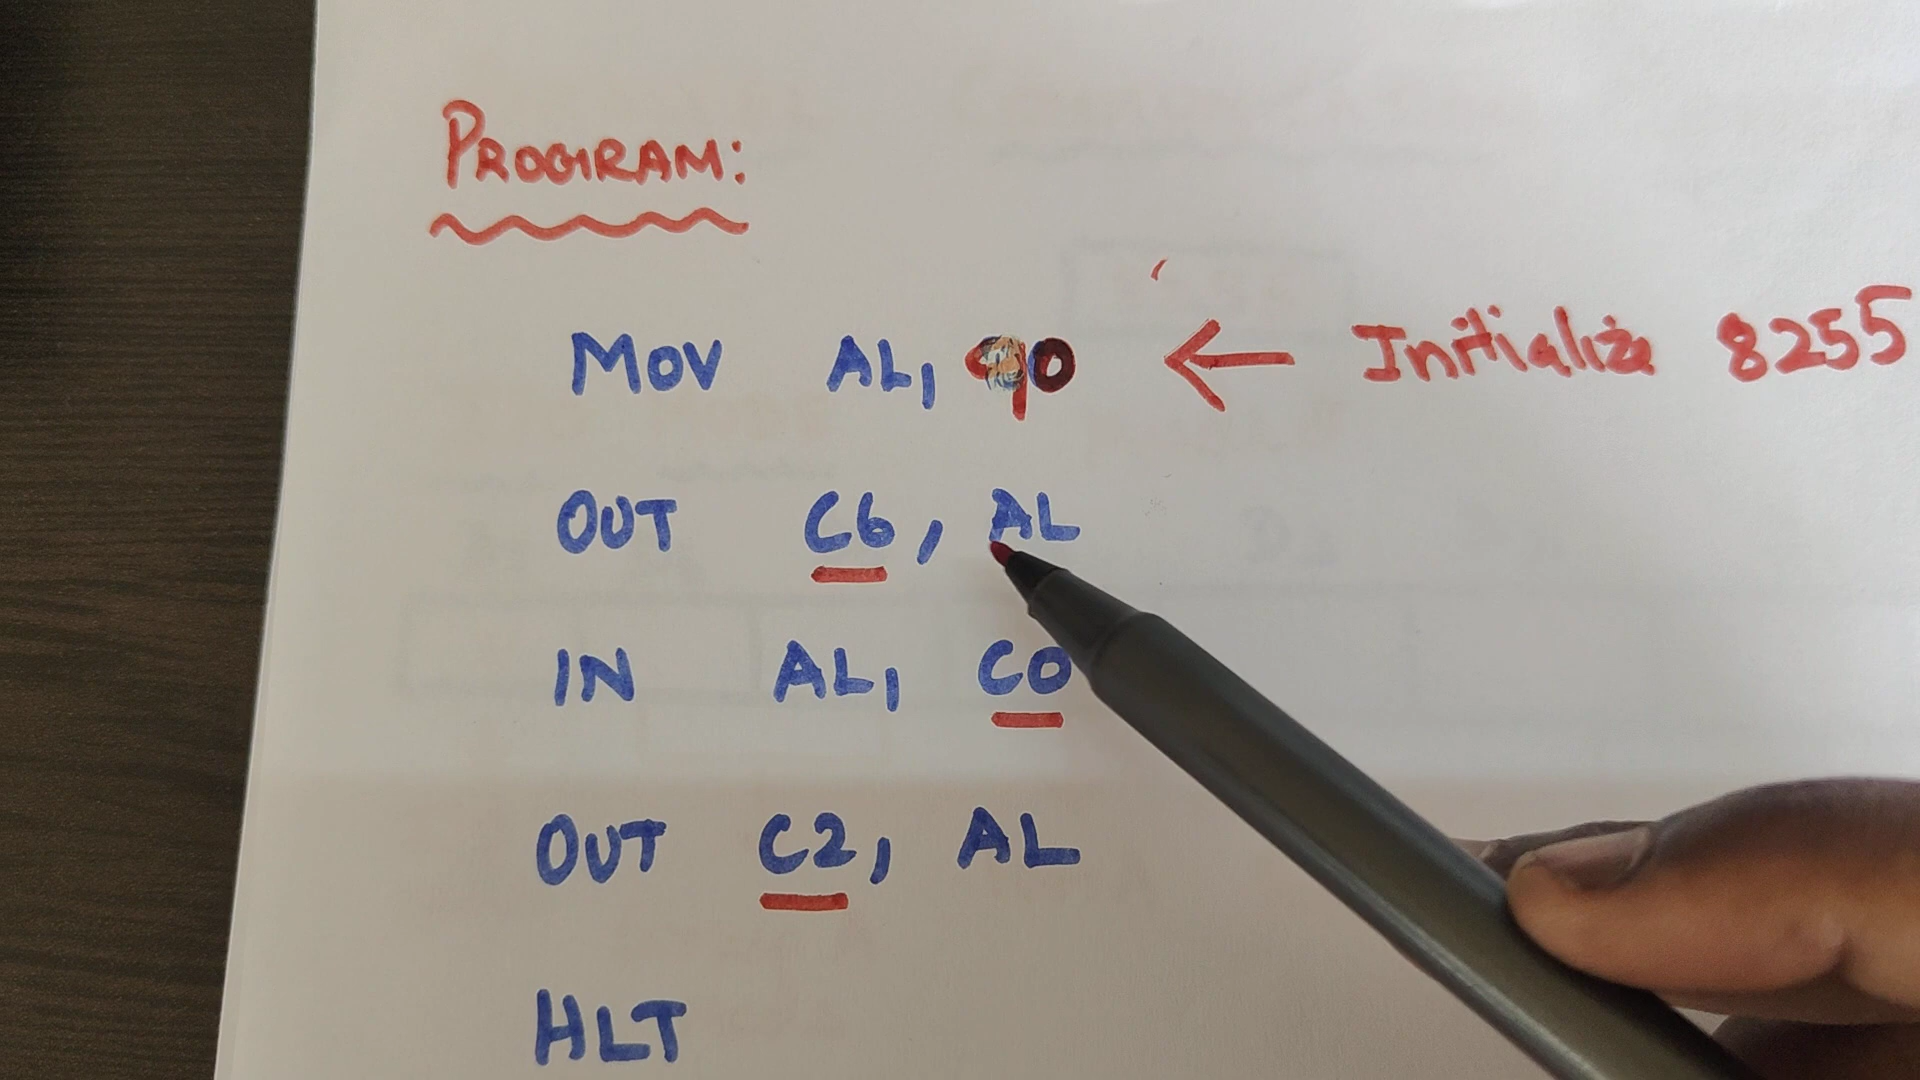 PROGRAM:
MOV AL, 90 ← Initialize 8255
OUT C6, AL
IN AL, C0
OUT C2, AL
HLT